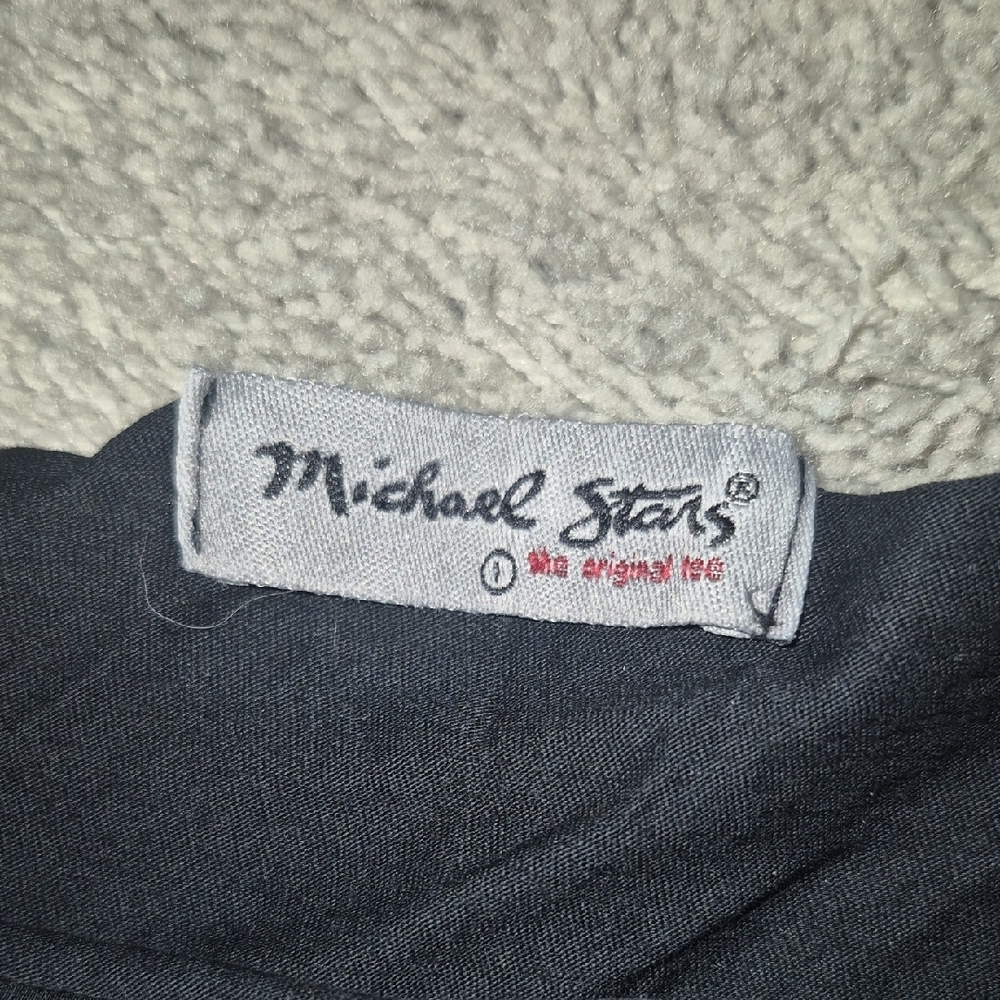 Michael Stars®
① the original tee